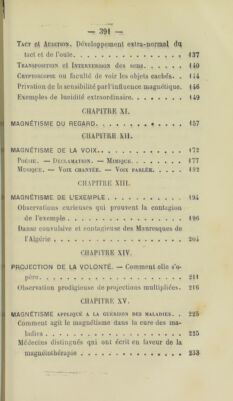 — 391 —
TACT et AUDITION. Développement extra-normal du
tact et de l'ouïe. . . . . . . . . . . . . . 137
TRANSPOSITION et INTERVERSION des sens. . . . . . 140
CRYPTOSCOPIE ou faculté de voir les objets cachés. . 144
Privation de la sensibilité par l'influence magnétique. 146
Exemples de lucidité extraordinaire. . . . . . . . 149
CHAPITRE XI.
MAGNÉTISME DU REGARD. . . . . . . . . . . . 157
CHAPITRE XII.
MAGNÉTISME DE LA VOIX. . . . . . . . . . . . 172
POÉSIE. — DÉCLAMATION. — MIMIQUE. . . . . . . 177
MUSIQUE. — VOIX CHANTÉE. — VOIX PARLÉE. . . . . 192
CHAPITRE XIII.
MAGNÉTISME DE L'EXEMPLE . . . . . . . . . . 194
Observations curieuses qui prouvent la contagion
de l'exemple . . . . . . . . . . . . . . . 196
Danse convulsive et contagieuse des Mauresques de
l'Algérie . . . . . . . . . . . . . . . . 204
CHAPITRE XIV.
PROJECTION DE LA VOLONTÉ. — Comment elle s'o-
père. . . . . . . . . . . . . . . . . . . 211
Observation prodigieuse de projections multipliées. 216
CHAPITRE XV.
MAGNÉTISME APPLIQUÉ A LA GUÉRISON DES MALADIES. . 225
Comment agit le magnétisme dans la cure des ma-
ladies . . . . . . . . . . . . . . . . . . 225
Médecins distingués qui ont écrit en faveur de la
magnéthérapie . . . . . . . . . . . . . . 233